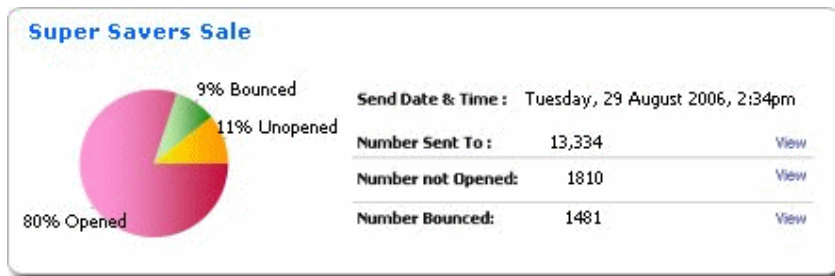 Super Savers Sale
9% Bounced
11% Unopened
80% Opened
Send Date & Time : Tuesday, 29 August 2006, 2:34pm
Number Sent To : 13,334 View
Number not Opened: 1810 View
Number Bounced: 1481 View